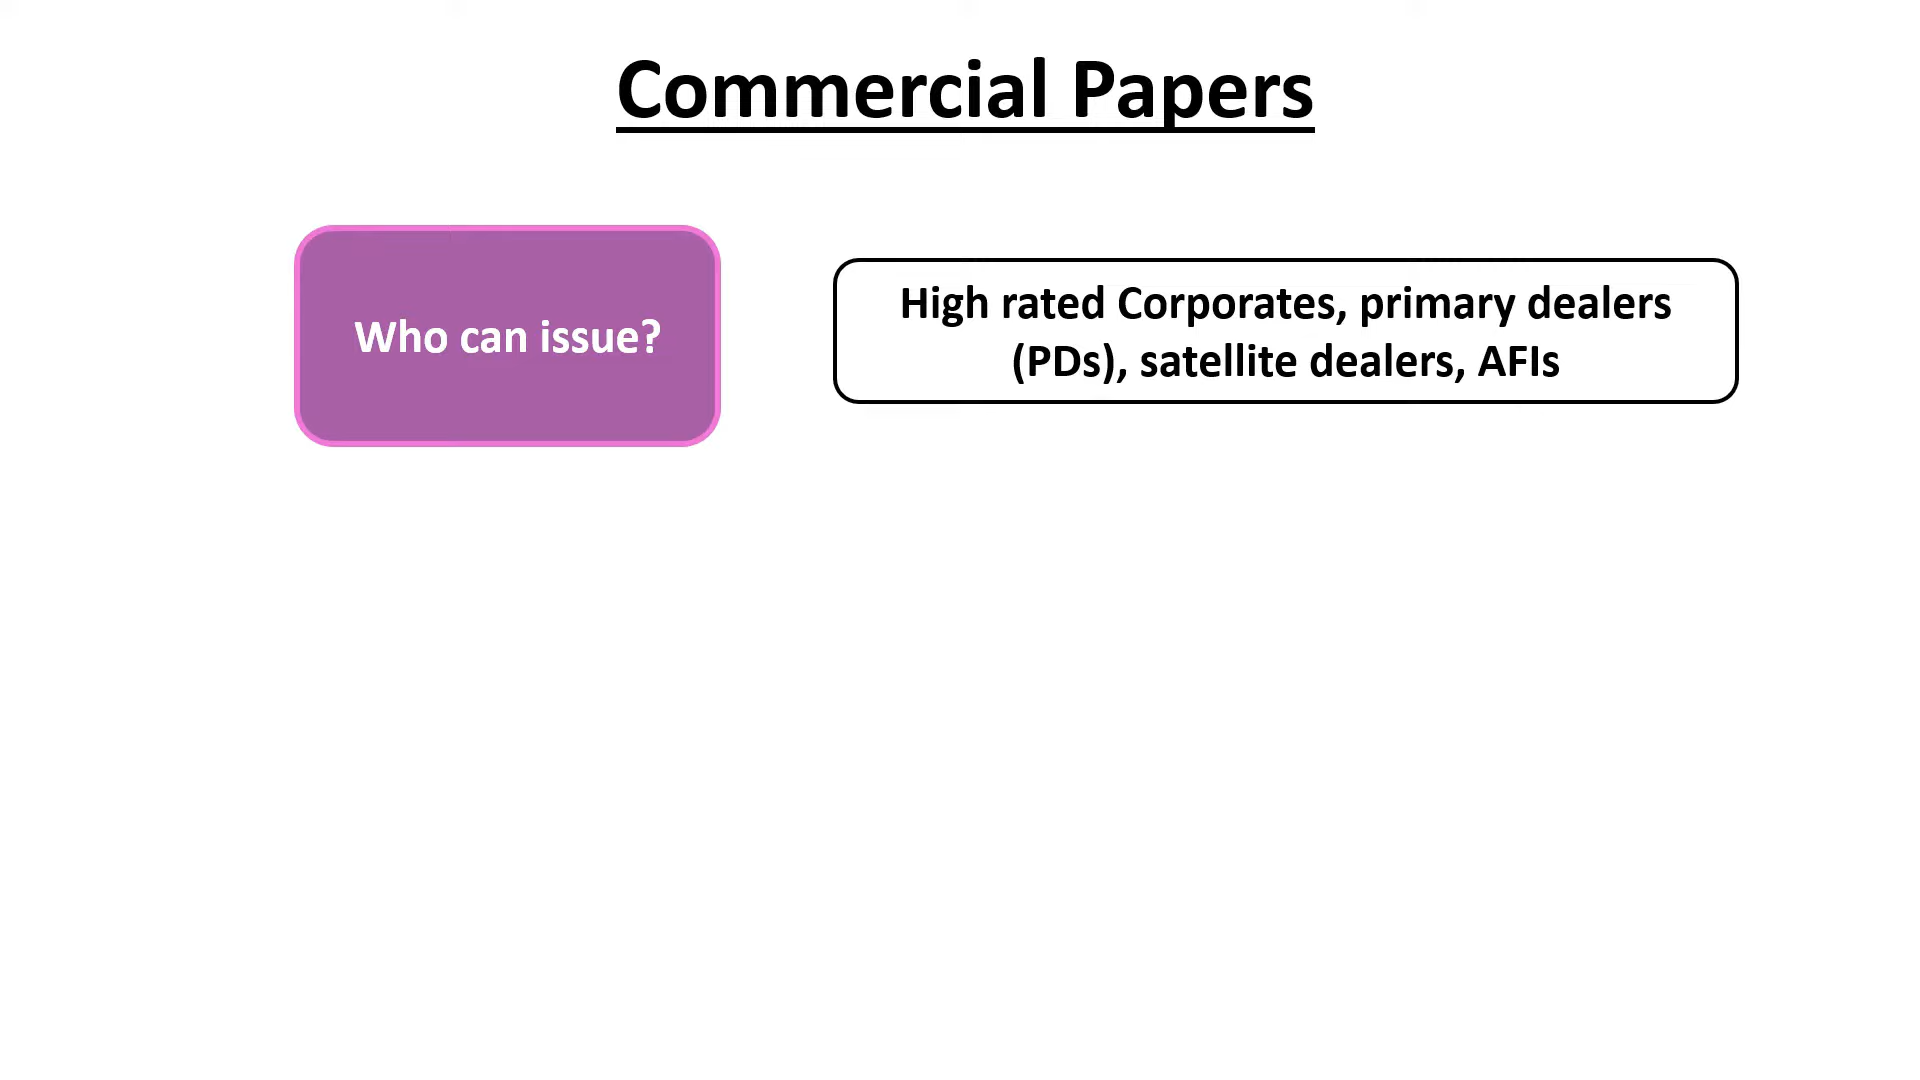 Commercial Papers
Who can issue?
High rated Corporates, primary dealers
(PDs), satellite dealers, AFIs